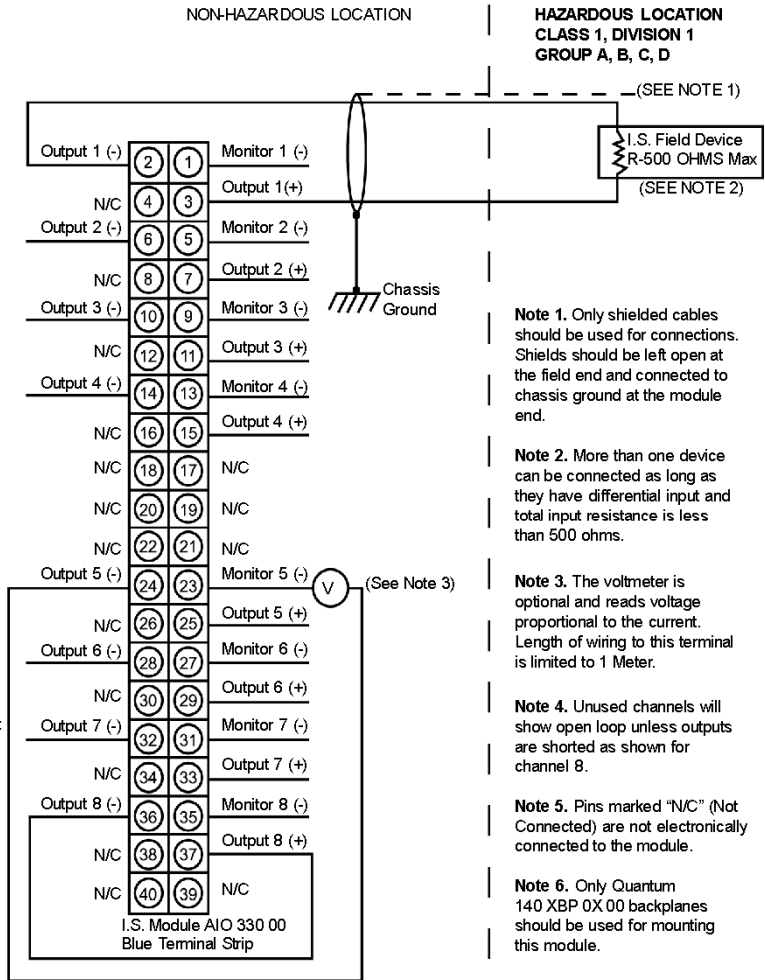 NON-HAZARDOUS LOCATION
HAZARDOUS LOCATION
CLASS 1, DIVISION 1
GROUP A, B, C, D
(SEE NOTE 1)
I.S. Field Device
R-500 OHMS Max
(SEE NOTE 2)
Output 1 (-) 2 1 Monitor 1 (-)
N/C 4 3 Output 1(+)
Output 2 (-) 6 5 Monitor 2 (-)
N/C 8 7 Output 2 (+)
Chassis
Ground
Output 3 (-) 10 9 Monitor 3 (-)
N/C 12 11 Output 3 (+)
Output 4 (-) 14 13 Monitor 4 (-)
N/C 16 15 Output 4 (+)
N/C 18 17 N/C
N/C 20 19 N/C
N/C 22 21 N/C
Output 5 (-) 24 23 Monitor 5 (-) V (See Note 3)
N/C 26 25 Output 5 (+)
Output 6 (-) 28 27 Monitor 6 (-)
N/C 30 29 Output 6 (+)
Output 7 (-) 32 31 Monitor 7 (-)
N/C 34 33 Output 7 (+)
Output 8 (-) 36 35 Monitor 8 (-)
N/C 38 37 Output 8 (+)
N/C 40 39 N/C
I.S. Module AIO 330 00
Blue Terminal Strip
Note 1. Only shielded cables
should be used for connections.
Shields should be left open at
the field end and connected to
chassis ground at the module
end.
Note 2. More than one device
can be connected as long as
they have differential input and
total input resistance is less
than 500 ohms.
Note 3. The voltmeter is
optional and reads voltage
proportional to the current.
Length of wiring to this terminal
is limited to 1 Meter.
Note 4. Unused channels will
show open loop unless outputs
are shorted as shown for
channel 8.
Note 5. Pins marked “N/C” (Not
Connected) are not electronically
connected to the module.
Note 6. Only Quantum
140 XBP 0X 00 backplanes
should be used for mounting
this module.